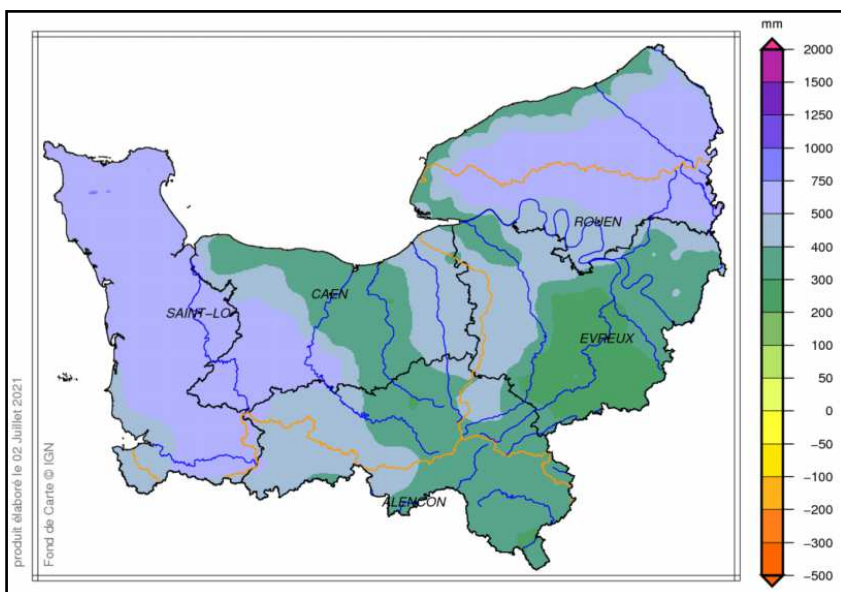 mm
2000
1500
1250
1000
750
500
400
300
200
100
50
0
-50
-100
-200
-300
-500
ROUEN
CAEN
SAINT-LO
EVREUX
ALENCON
produit élaboré le 02 Juillet 2021
Fond de Carte © IGN